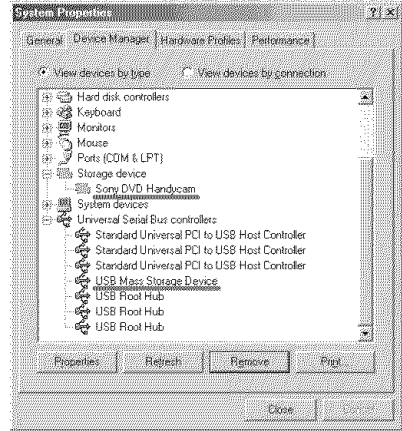 System Properties
General Device Manager Hardware Profiles Performance
View devices by type View devices by connection
Hard disk controllers
Keyboard
Monitors
Mouse
Ports (COM & LPT)
Storage device
Sony DVD Handycam
System devices
Universal Serial Bus controllers
Standard Universal PCI to USB Host Controller
Standard Universal PCI to USB Host Controller
Standard Universal PCI to USB Host Controller
USB Mass Storage Device
USB Root Hub
USB Root Hub
USB Root Hub
Properties Refresh Remove Print
Close Cancel